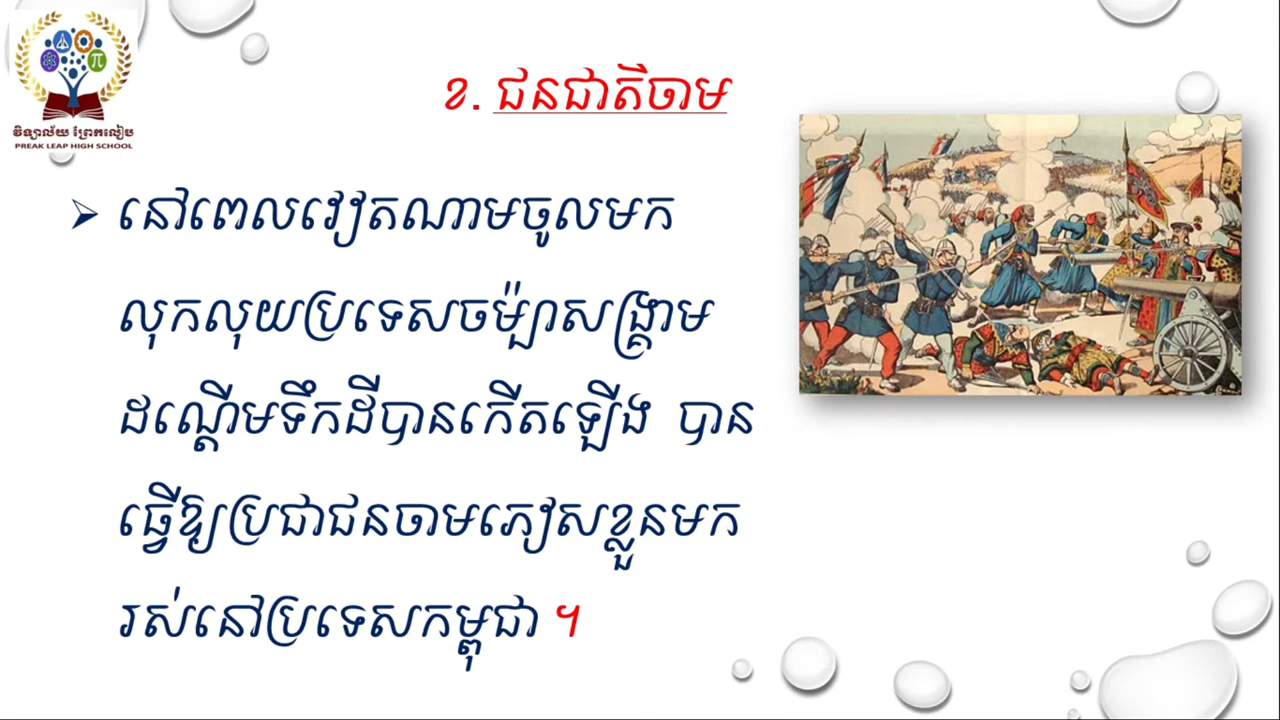 វិទ្យាល័យ ព្រែកលៀប
PREAK LEAP HIGH SCHOOL
ខ. ជនជាតិចាម
➢ នៅពេលវៀតណាមចូលមក
លុកលុយប្រទេសចម្ប៉ាសង្គ្រាម
ដណ្ដើមទឹកដីបានកើតឡើង បាន
ធ្វើឱ្យប្រជាជនចាមភៀសខ្លួនមក
រស់នៅប្រទេសកម្ពុជា ។